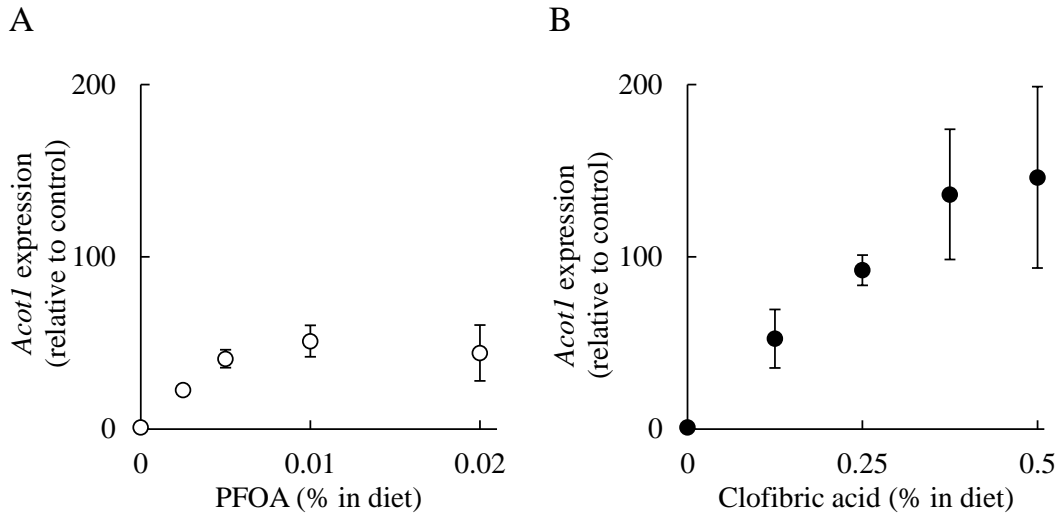 A
200
100
0
Acot1 expression
(relative to control)
0
0.01
0.02
PFOA (% in diet)
B
200
100
0
Acot1 expression
(relative to control)
0
0.25
0.5
Clofibric acid (% in diet)